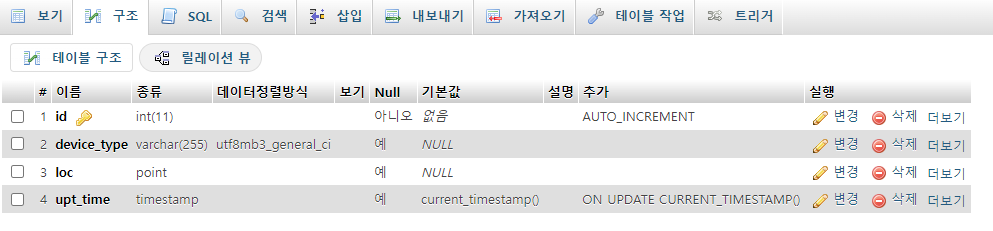 보기 구조 SQL 검색 삽입 내보내기 가져오기 테이블 작업 트리거
테이블 구조 릴레이션 뷰
# 이름 종류 데이터정렬방식 보기 Null 기본값 설명 추가 실행
1 id int(11) 아니오 없음 AUTO_INCREMENT 변경 삭제 더보기
2 device_type varchar(255) utf8mb3_general_ci 예 NULL 변경 삭제 더보기
3 loc point 예 NULL 변경 삭제 더보기
4 upt_time timestamp 예 current_timestamp() ON UPDATE CURRENT_TIMESTAMP() 변경 삭제 더보기